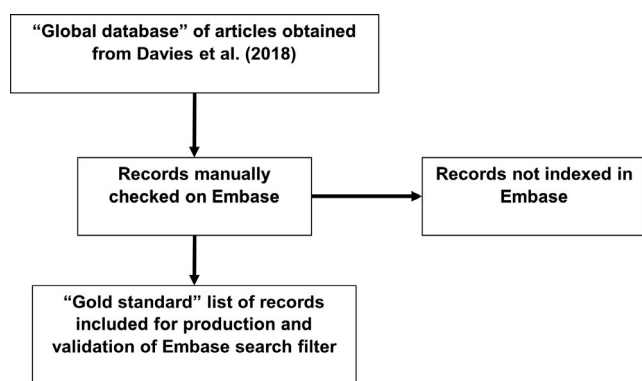 “Global database” of articles obtained
from Davies et al. (2018)
Records manually
checked on Embase
Records not indexed in
Embase
“Gold standard” list of records
included for production and
validation of Embase search filter